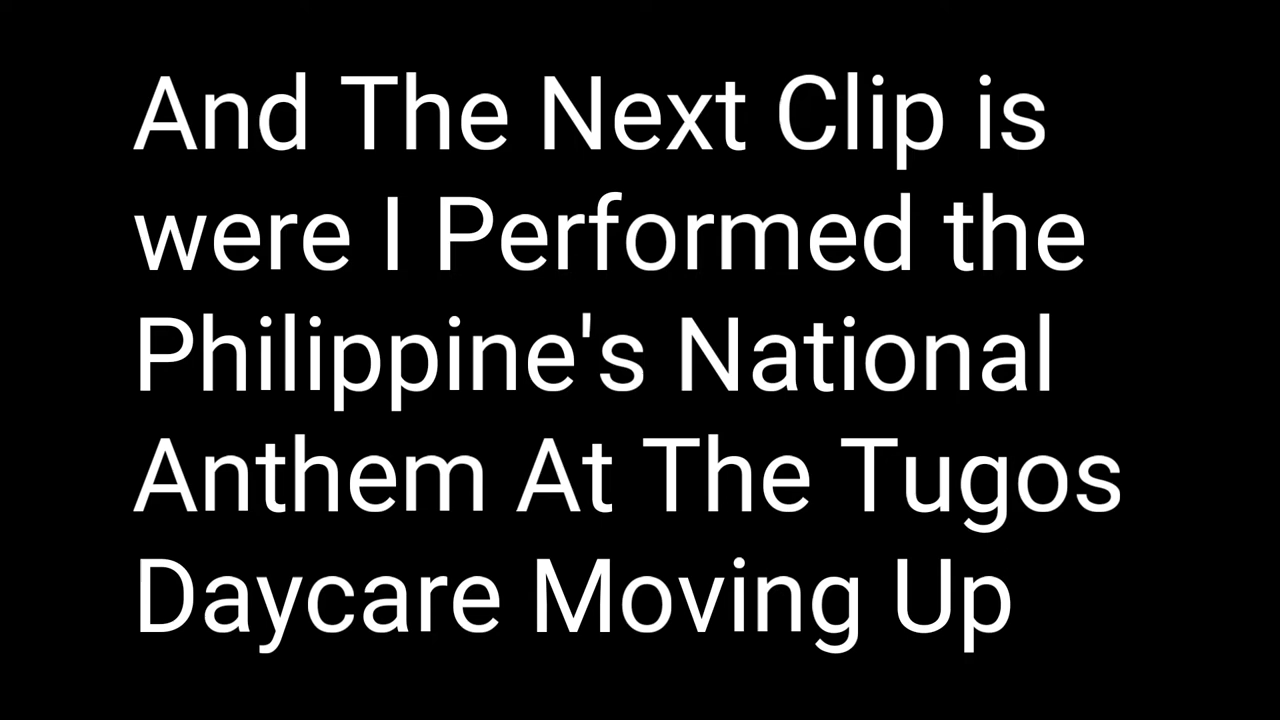 And The Next Clip is
were I Performed the
Philippine's National
Anthem At The Tugos
Daycare Moving Up